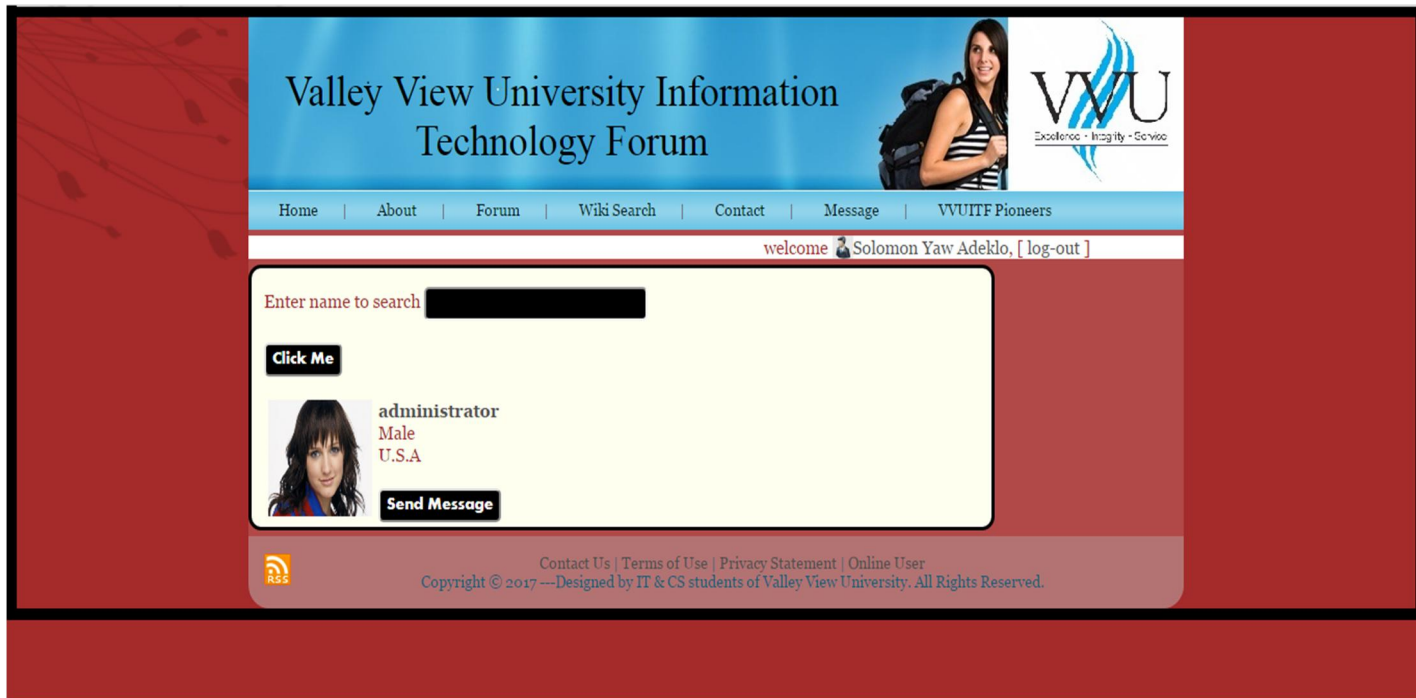 Valley View University Information
Technology Forum
VVU
Excellence - Integrity - Service
Home | About | Forum | Wiki Search | Contact | Message | VVUITF Pioneers
welcome Solomon Yaw Adeklo, [ log-out ]
Enter name to search
Click Me
administrator
Male
U.S.A
Send Message
RSS
Contact Us | Terms of Use | Privacy Statement | Online User
Copyright © 2017 ---Designed by IT & CS students of Valley View University. All Rights Reserved.